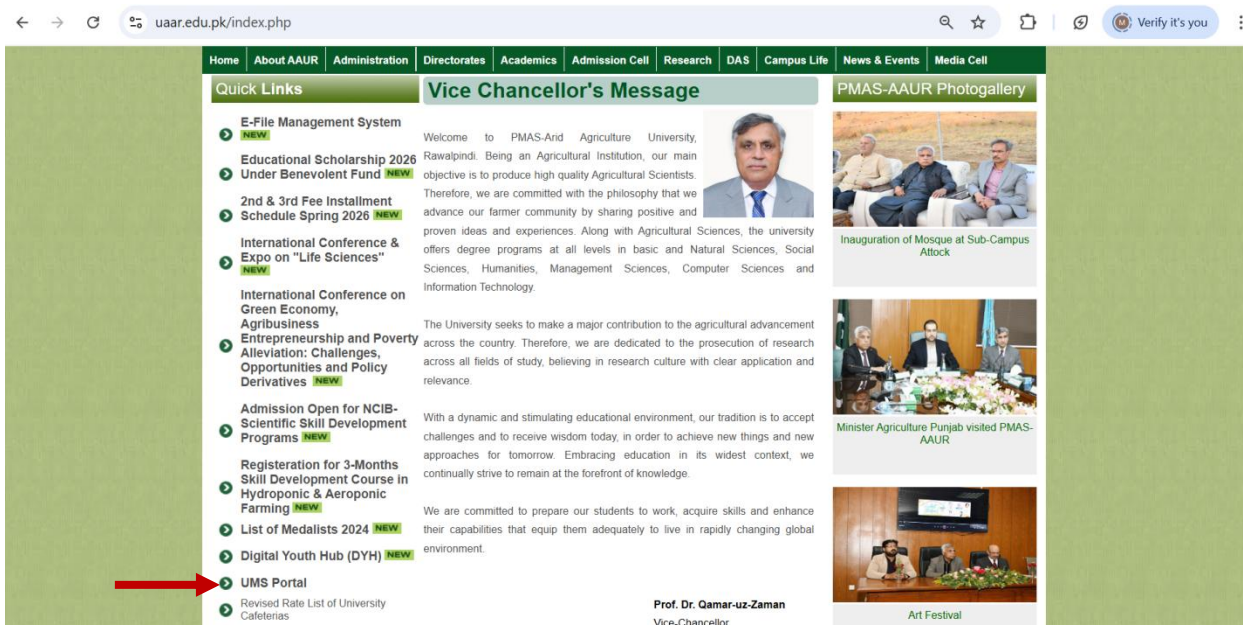 uaar.edu.pk/index.php
Verify it's you
Home About AAUR Administration Directorates Academics Admission Cell Research DAS Campus Life News & Events Media Cell
Quick Links
E-File Management System
NEW
Educational Scholarship 2026
Under Benevolent Fund NEW
2nd & 3rd Fee Installment
Schedule Spring 2026 NEW
International Conference &
Expo on "Life Sciences"
NEW
International Conference on
Green Economy,
Agribusiness
Entrepreneurship and Poverty
Alleviation: Challenges,
Opportunities and Policy
Derivatives NEW
Admission Open for NCIB-
Scientific Skill Development
Programs NEW
Registeration for 3-Months
Skill Development Course in
Hydroponic & Aeroponic
Farming NEW
List of Medalists 2024 NEW
Digital Youth Hub (DYH) NEW
UMS Portal
Revised Rate List of University
Cafeterias
Vice Chancellor's Message
Welcome to PMAS-Arid Agriculture University,
Rawalpindi. Being an Agricultural Institution, our main
objective is to produce high quality Agricultural Scientists.
Therefore, we are committed with the philosophy that we
advance our farmer community by sharing positive and
proven ideas and experiences. Along with Agricultural Sciences, the university
offers degree programs at all levels in basic and Natural Sciences, Social
Sciences, Humanities, Management Sciences, Computer Sciences and
Information Technology.
The University seeks to make a major contribution to the agricultural advancement
across the country. Therefore, we are dedicated to the prosecution of research
across all fields of study, believing in research culture with clear application and
relevance.
With a dynamic and stimulating educational environment, our tradition is to accept
challenges and to receive wisdom today, in order to achieve new things and new
approaches for tomorrow. Embracing education in its widest context, we
continually strive to remain at the forefront of knowledge.
We are committed to prepare our students to work, acquire skills and enhance
their capabilities that equip them adequately to live in rapidly changing global
environment.
Prof. Dr. Qamar-uz-Zaman
Vice-Chancellor
PMAS-AAUR Photogallery
Inauguration of Mosque at Sub-Campus
Attock
Minister Agriculture Punjab visited PMAS-
AAUR
Art Festival